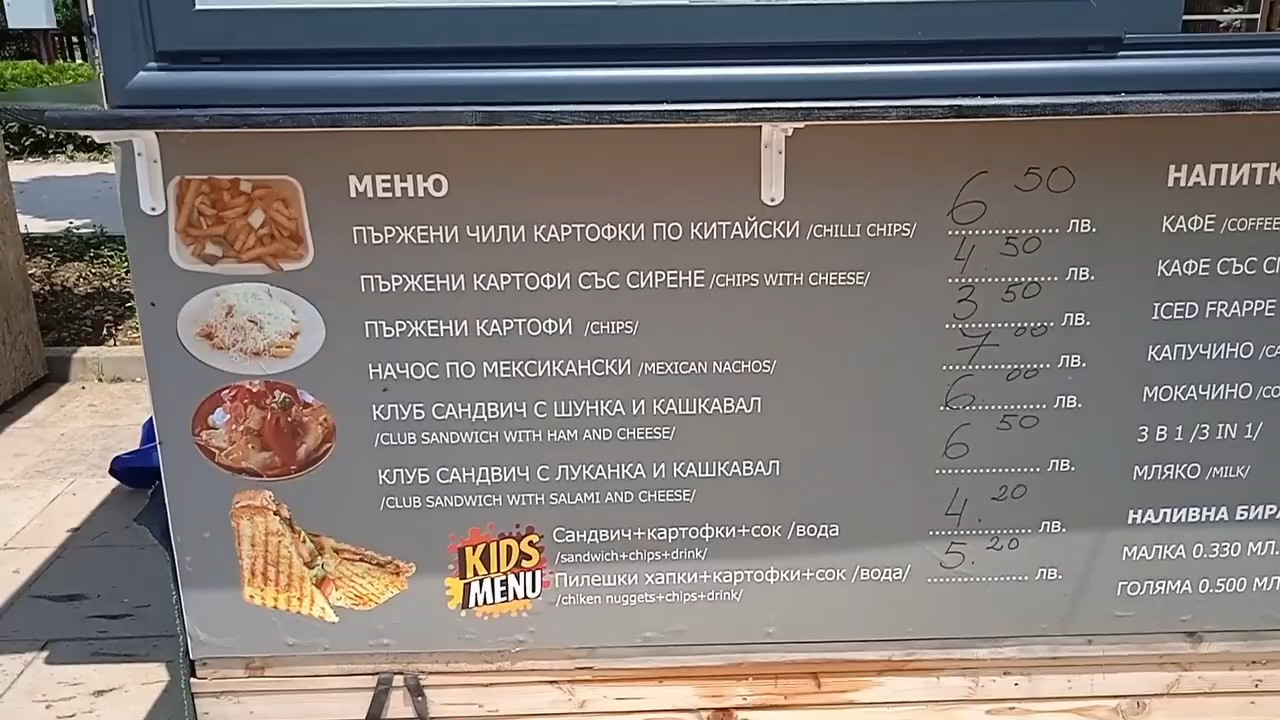 МЕНЮ
ПЪРЖЕНИ ЧИЛИ КАРТОФКИ ПО КИТАЙСКИ /CHILLI CHIPS/ 6 50 лв.
ПЪРЖЕНИ КАРТОФИ СЪС СИРЕНЕ /CHIPS WITH CHEESE/ 4.50 лв.
ПЪРЖЕНИ КАРТОФИ /CHIPS/ 3 50 лв.
НАЧОС ПО МЕКСИКАНСКИ /MEXICAN NACHOS/ 7 00 лв.
КЛУБ САНДВИЧ С ШУНКА И КАШКАВАЛ 6 00 лв.
/CLUB SANDWICH WITH HAM AND CHEESE/
КЛУБ САНДВИЧ С ЛУКАНКА И КАШКАВАЛ 6 50 лв.
/CLUB SANDWICH WITH SALAMI AND CHEESE/
KIDS
MENU
Сандвич+картофки+сок /вода 4.20 лв.
/sandwich+chips+drink/
Пилешки хапки+картофки+сок /вода/ 5.20 лв.
/chiken nuggets+chips+drink/
НАПИТК
КАФЕ /COFFEE
КАФЕ СЪС
ICED FRAPPE
КАПУЧИНО
МОКАЧИНО
3 В 1 /3 IN 1/
МЛЯКО /MILK/
НАЛИВНА БИРА
МАЛКА 0.330 МЛ.
ГОЛЯМА 0.500 МЛ